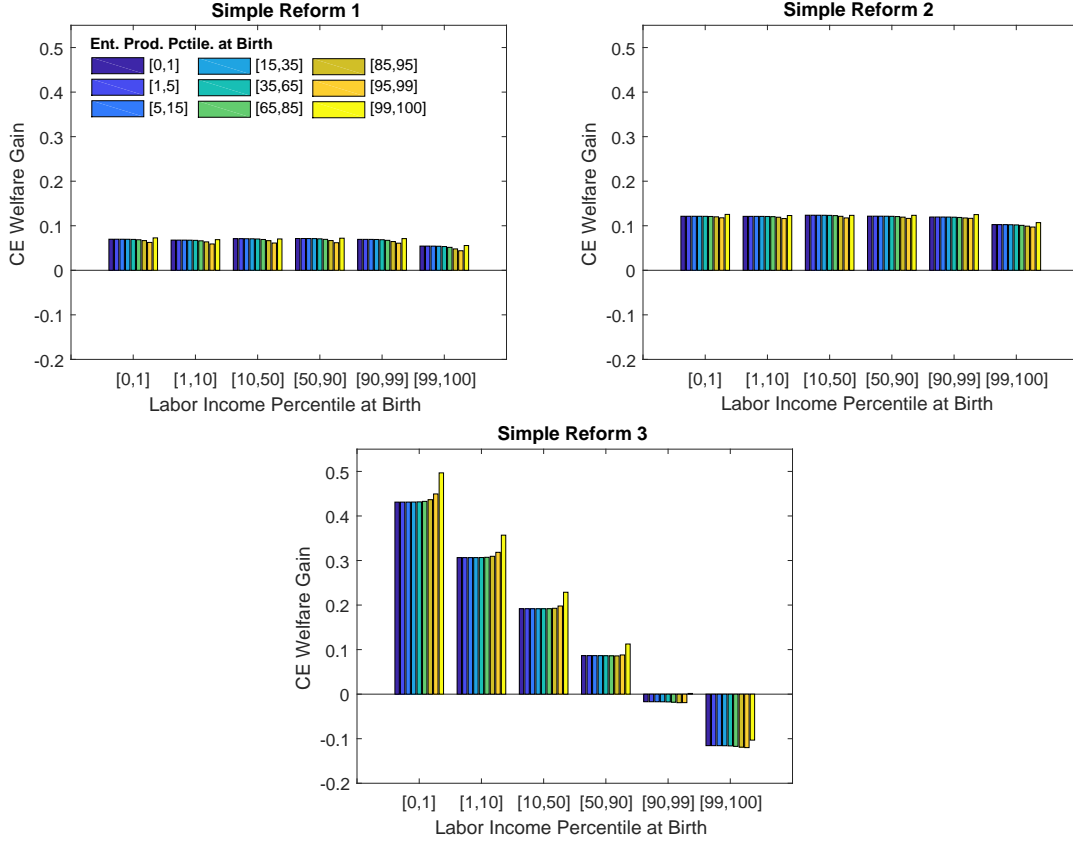 Simple Reform 1
Ent. Prod. Pctile. at Birth
[0,1] [15,35] [85,95]
[1,5] [35,65] [95,99]
[5,15] [65,85] [99,100]
CE Welfare Gain
0.5
0.4
0.3
0.2
0.1
0
-0.1
-0.2
[0,1] [1,10] [10,50] [50,90] [90,99] [99,100]
Labor Income Percentile at Birth
Simple Reform 2
CE Welfare Gain
0.5
0.4
0.3
0.2
0.1
0
-0.1
-0.2
[0,1] [1,10] [10,50] [50,90] [90,99] [99,100]
Labor Income Percentile at Birth
Simple Reform 3
CE Welfare Gain
0.5
0.4
0.3
0.2
0.1
0
-0.1
-0.2
[0,1] [1,10] [10,50] [50,90] [90,99] [99,100]
Labor Income Percentile at Birth